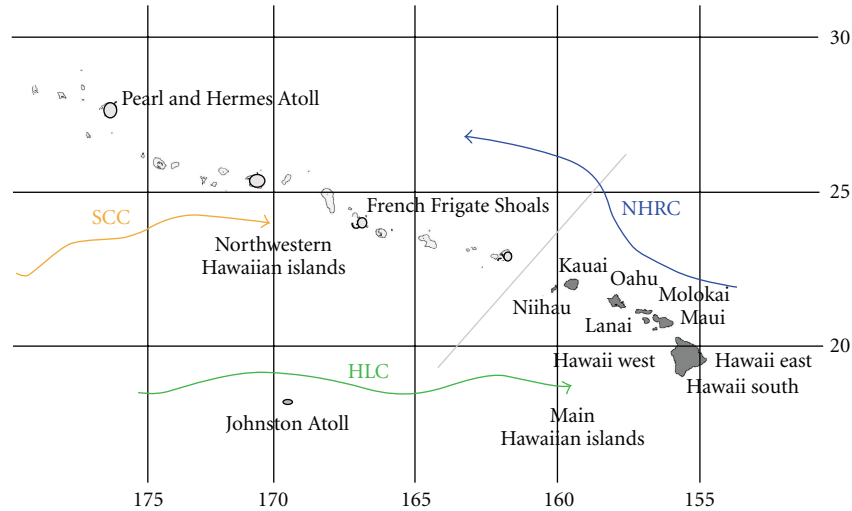 30
Pearl and Hermes Atoll
25
French Frigate Shoals
SCC
NHRC
Northwestern
Hawaiian islands
Kauai
Oahu
Niihau
Molokai
Lanai
Maui
20
Hawaii west
Hawaii east
HLC
Hawaii south
Johnston Atoll
Main
Hawaiian islands
175
170
165
160
155